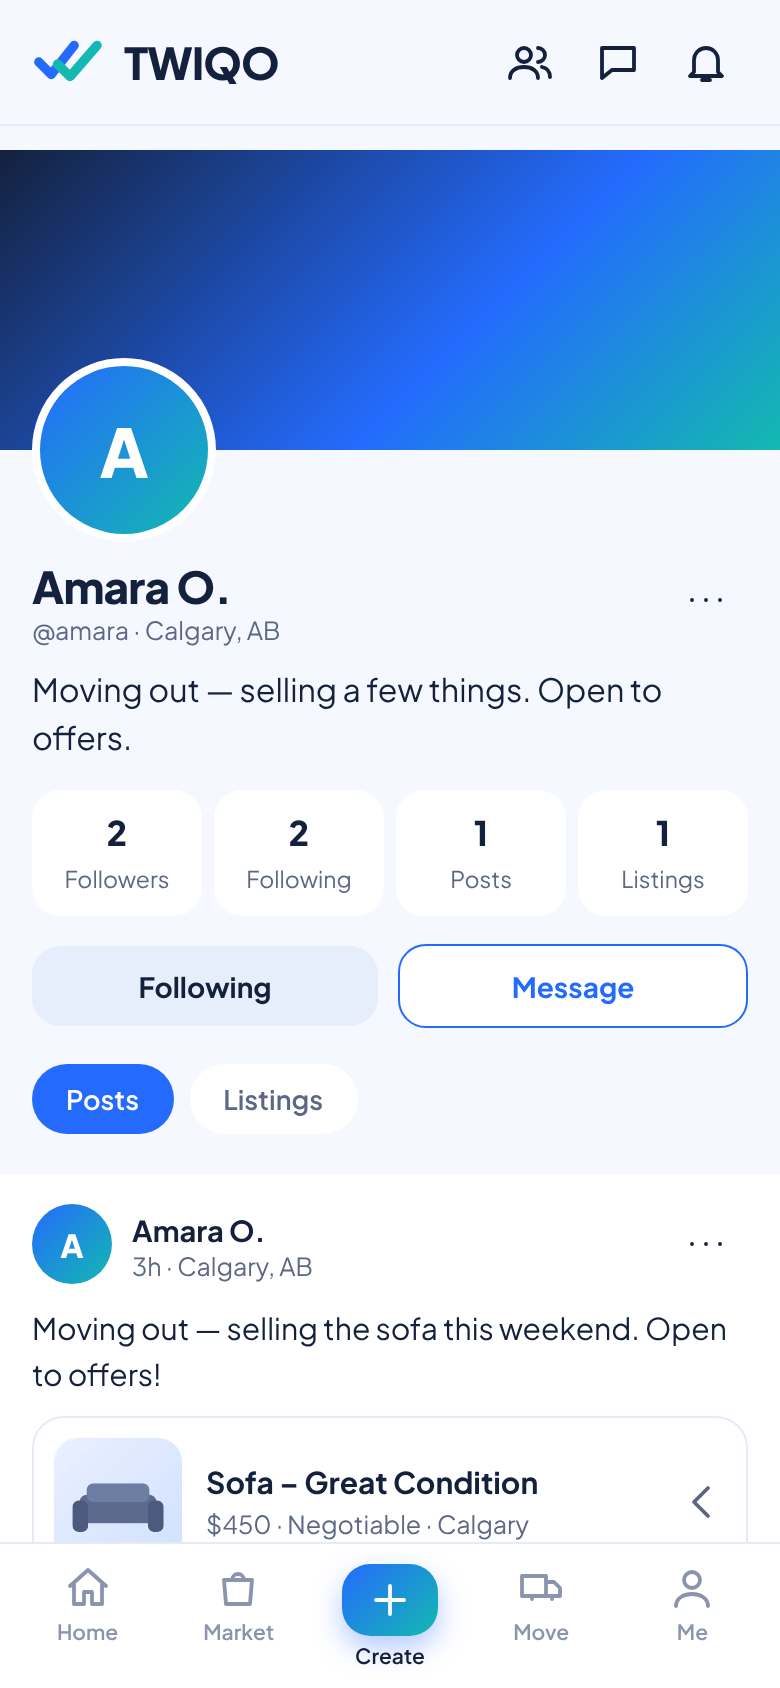 TWIQO
A
Amara O.
...
@amara · Calgary, AB
Moving out — selling a few things. Open to
offers.
2
Followers
2
Following
1
Posts
1
Listings
Following
Message
Posts
Listings
A
Amara O.
...
3h · Calgary, AB
Moving out — selling the sofa this weekend. Open
to offers!
Sofa – Great Condition
$450 · Negotiable · Calgary
Home
Market
Create
Move
Me